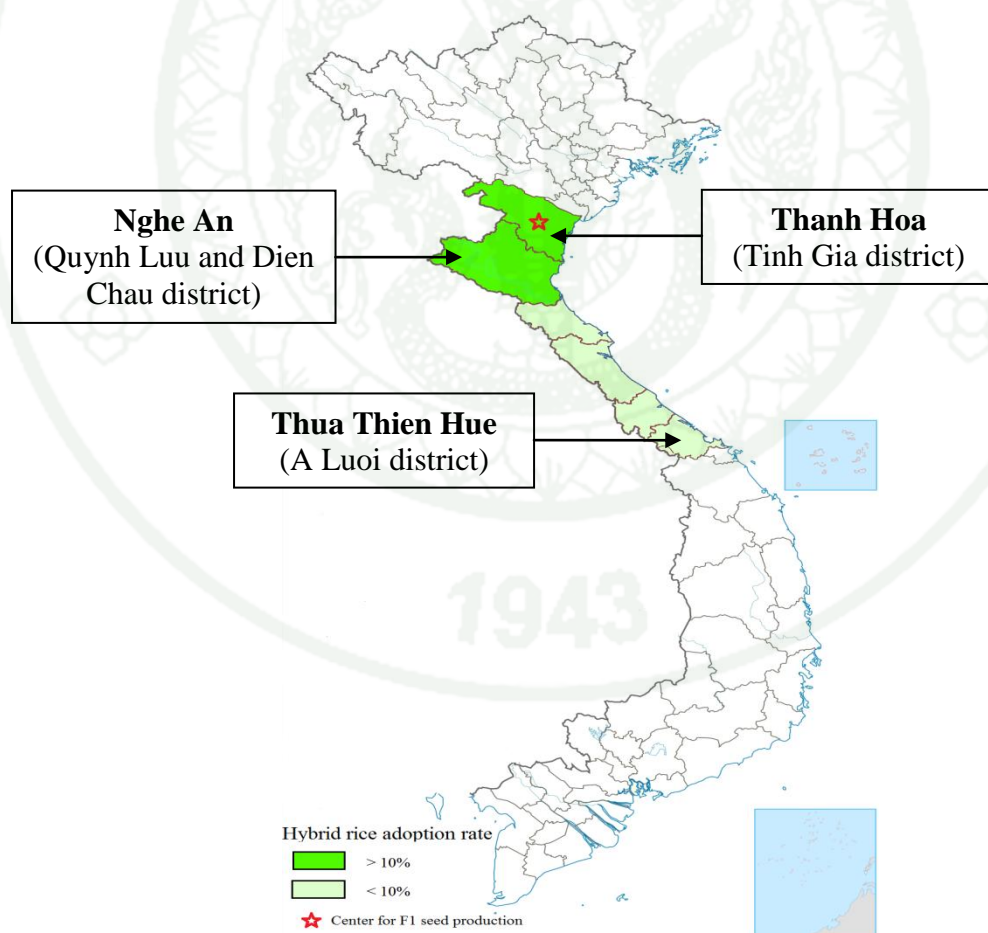 Nghe An
(Quynh Luu and Dien
Chau district)
Thanh Hoa
(Tinh Gia district)
Thua Thien Hue
(A Luoi district)
1943
Hybrid rice adoption rate
> 10%
< 10%
Center for F1 seed production